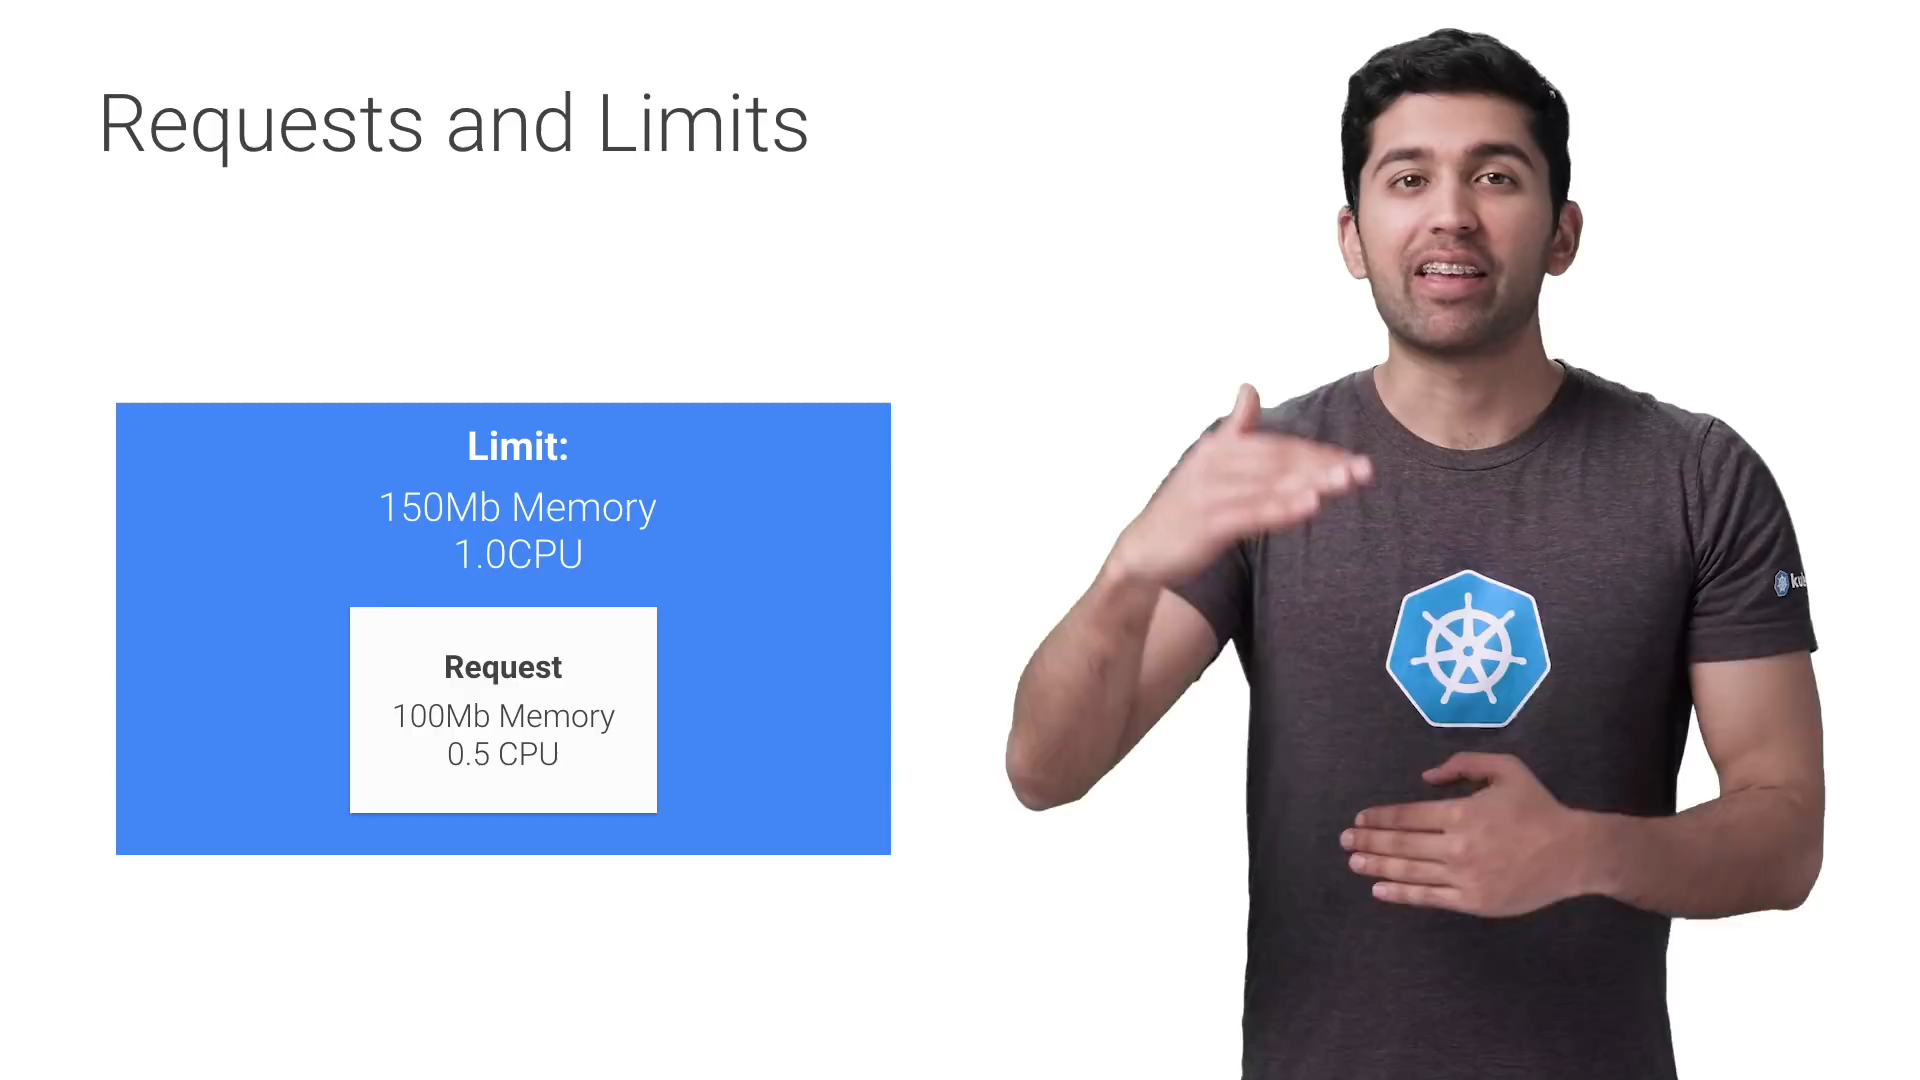 Requests and Limits
Limit:
150Mb Memory
1.0CPU
Request
100Mb Memory
0.5 CPU